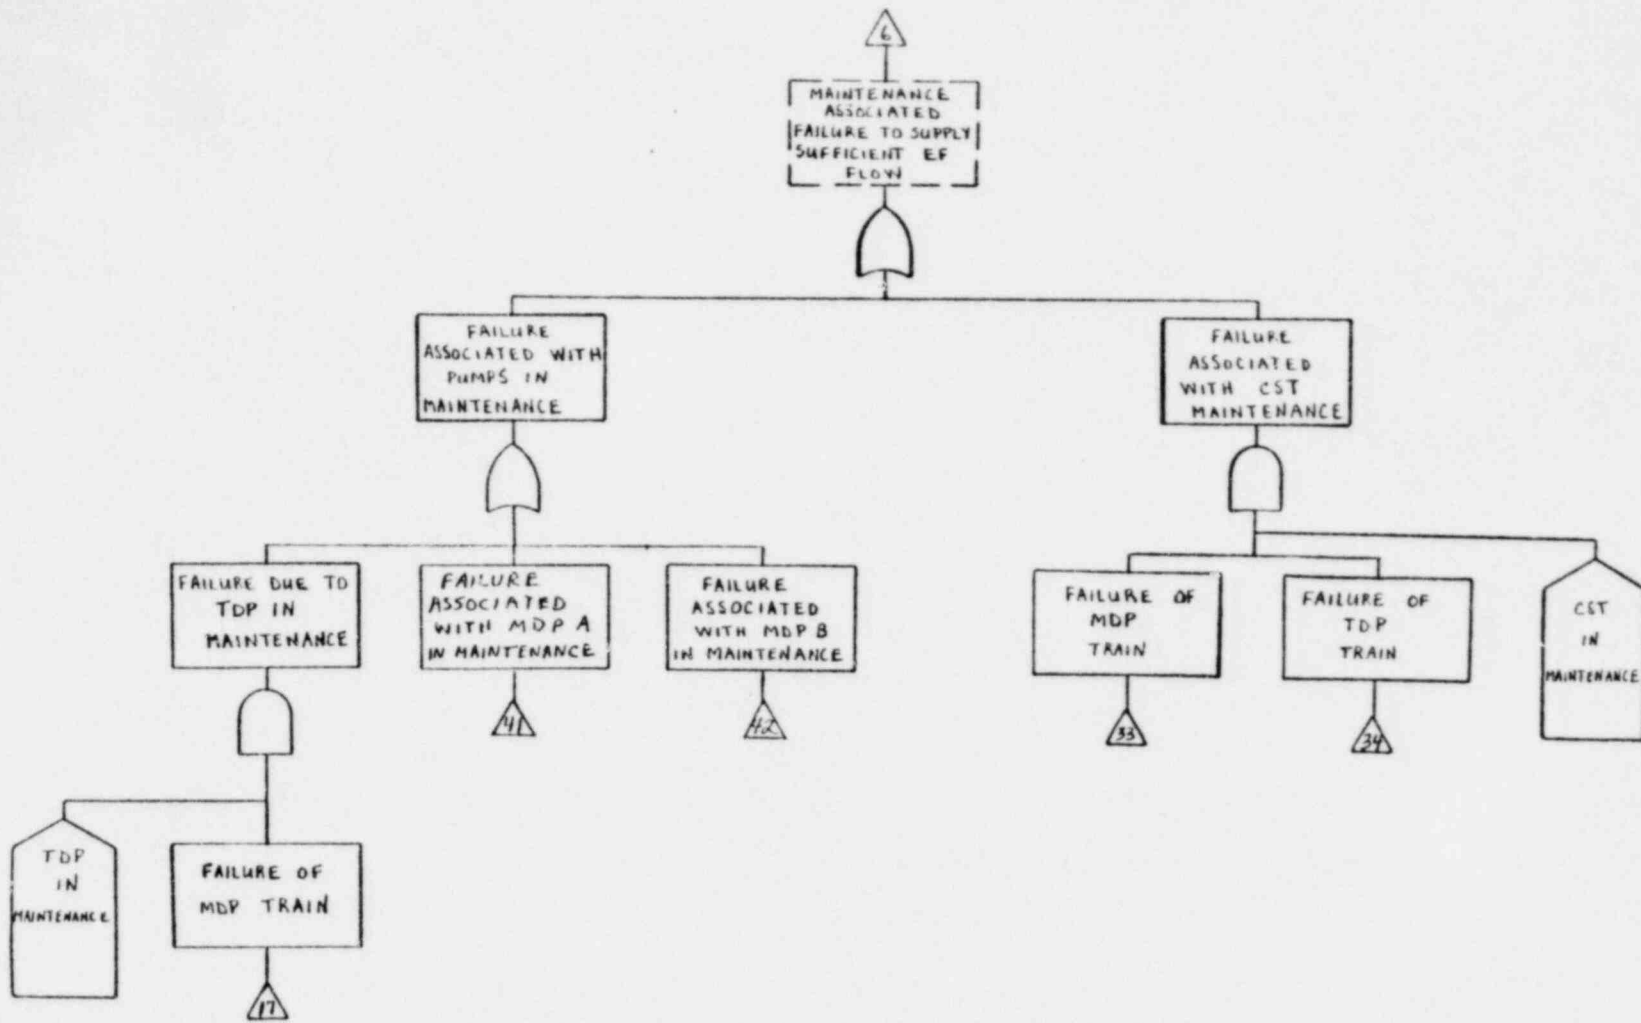 6
MAINTENANCE
ASSOCIATED
FAILURE TO SUPPLY
SUFFICIENT EF
FLOW
FAILURE
ASSOCIATED WITH
PUMPS IN
MAINTENANCE
FAILURE
ASSOCIATED
WITH CST
MAINTENANCE
FAILURE DUE TO
TDP IN
MAINTENANCE
FAILURE
ASSOCIATED
WITH MDP A
IN MAINTENANCE
FAILURE
ASSOCIATED
WITH MDP B
IN MAINTENANCE
FAILURE OF
MDP
TRAIN
FAILURE OF
TDP
TRAIN
CST
IN
MAINTENANCE
41
42
33
34
TDP
IN
MAINTENANCE
FAILURE OF
MDP TRAIN
17